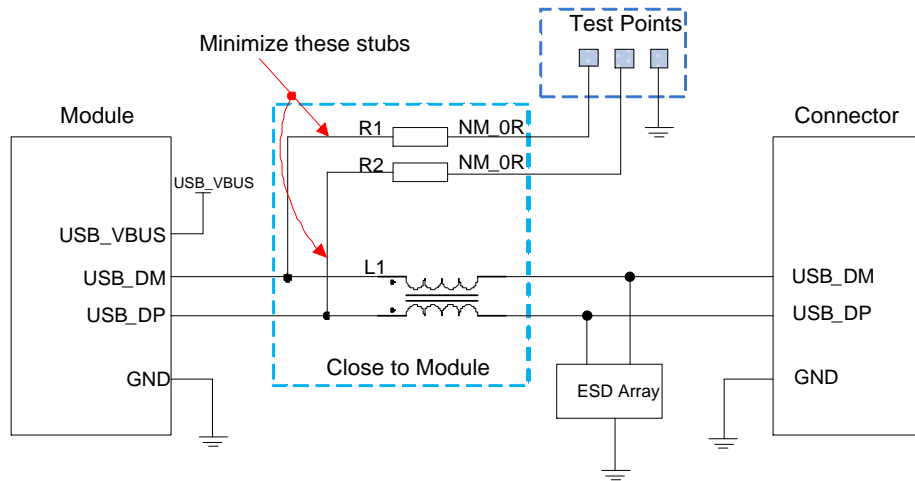 Test Points
Minimize these stubs
Module
Connector
R1 NM_0R
R2 NM_0R
USB_VBUS
USB_VBUS
USB_DM
L1
USB_DM
USB_DP
USB_DP
Close to Module
GND
GND
ESD Array